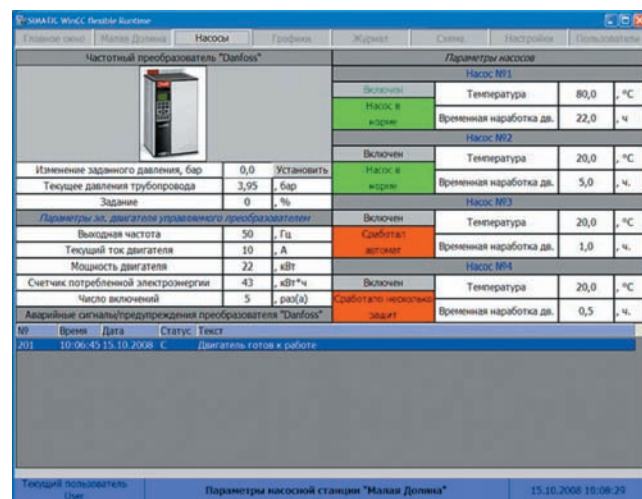 SIMATIC WinCC flexible Runtime
Главное окно Малая Долина Насосы Графики Журнал Схема Настройки Пользователи
Частотный преобразователь "Danfoss" Параметры насосов
Насос №1
Включен Температура 80,0 , °C
Насос в норме Временная наработка дв. 22,0 , ч
Насос №2
Включен Температура 20,0 , °C
Изменение заданного давления, бар 0,0 Установить Насос в
Текущее давления трубопровода 3,95 , бар норме Временная наработка дв. 5,0 , ч.
Задание 0 , %
Насос №3
Параметры эл. двигателя управляемого преобразователем Включен Температура 20,0 , °C
Выходная частота 50 , Гц Сработал
Текущий ток двигателя 10 , А автомат Временная наработка дв. 1,0 , ч.
Мощность двигателя 22 , кВт Насос №4
Счетчик потребленной электроэнергии 43 , кВт*ч Включен Температура 20,0 , °C
Число включений 5 , раз(а) Сработало несколько
Аварийные сигналы/предупреждения преобразователя "Danfoss" защит Временная наработка дв. 0,5 , ч.
№ Время Дата Статус Текст
201 10:06:45 15.10.2008 C Двигатель готов к работе
Текущий пользователь
User Параметры насосной станции "Малая Долина" 15.10.2008 10:08:29